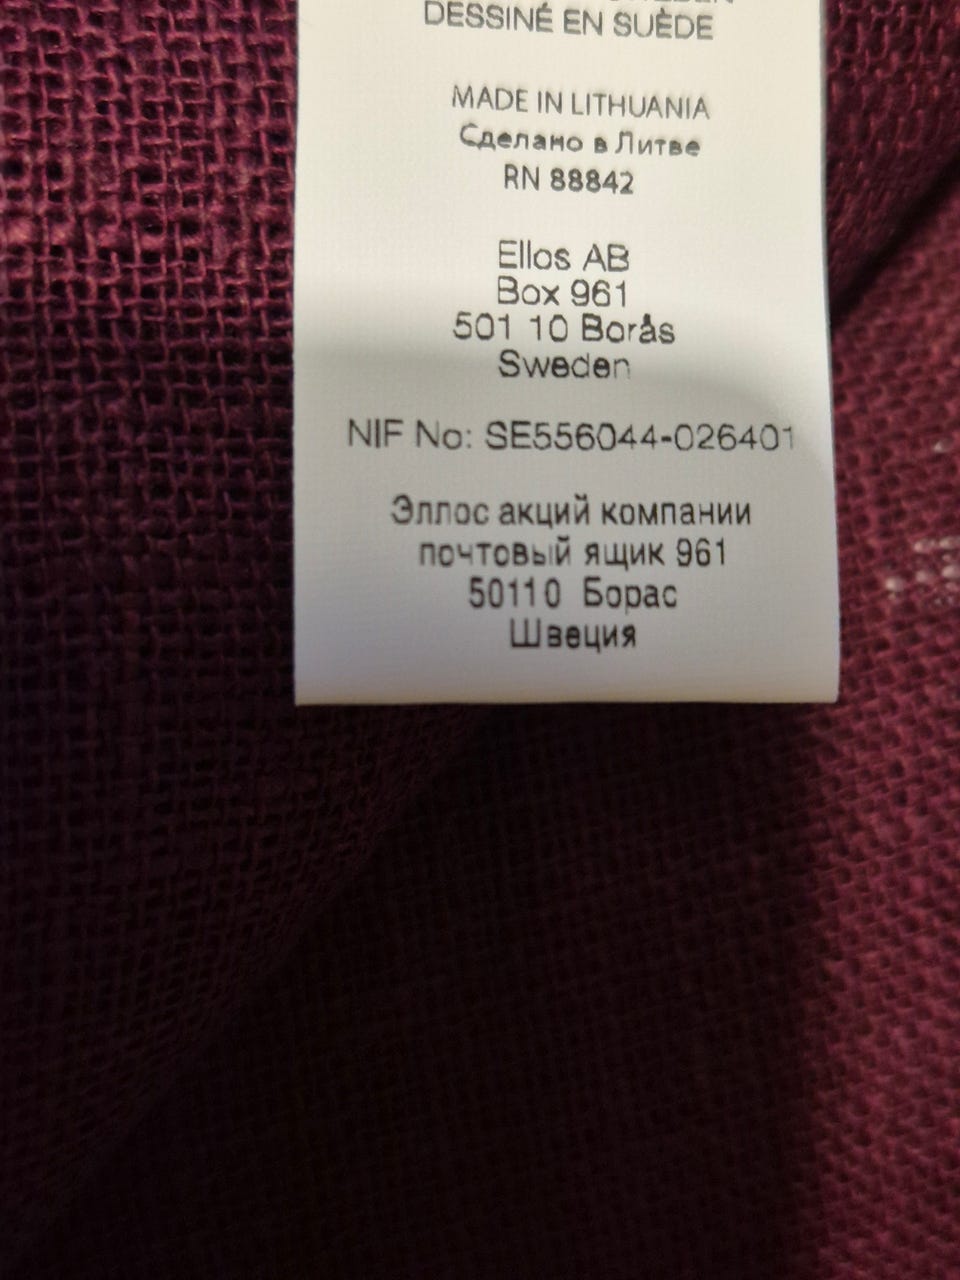 DESSINÉ EN SUÈDE
MADE IN LITHUANIA
Сделано в Литве
RN 88842
Ellos AB
Box 961
501 10 Borås
Sweden
NIF No: SE556044-026401
Эллос акций компании
почтовый ящик 961
50110 Борас
Швеция